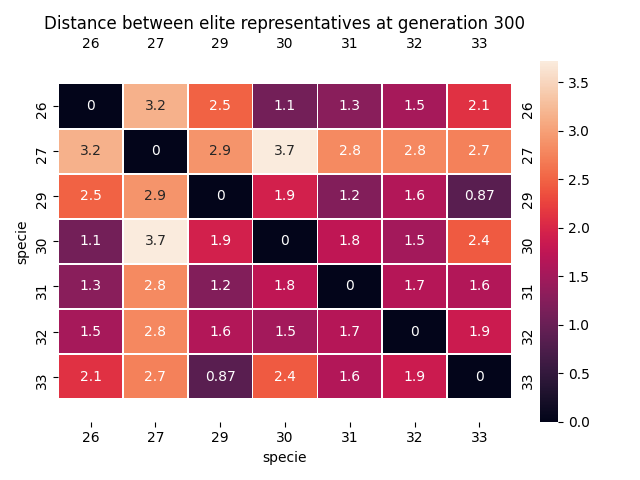 Distance between elite representatives at generation 300
26 27 29 30 31 32 33
26 0 3.2 2.5 1.1 1.3 1.5 2.1 26
27 3.2 0 2.9 3.7 2.8 2.8 2.7 27
29 2.5 2.9 0 1.9 1.2 1.6 0.87 29
30 1.1 3.7 1.9 0 1.8 1.5 2.4 30
31 1.3 2.8 1.2 1.8 0 1.7 1.6 31
32 1.5 2.8 1.6 1.5 1.7 0 1.9 32
33 2.1 2.7 0.87 2.4 1.6 1.9 0 33
26 27 29 30 31 32 33
specie
specie
3.5
3.0
2.5
2.0
1.5
1.0
0.5
0.0